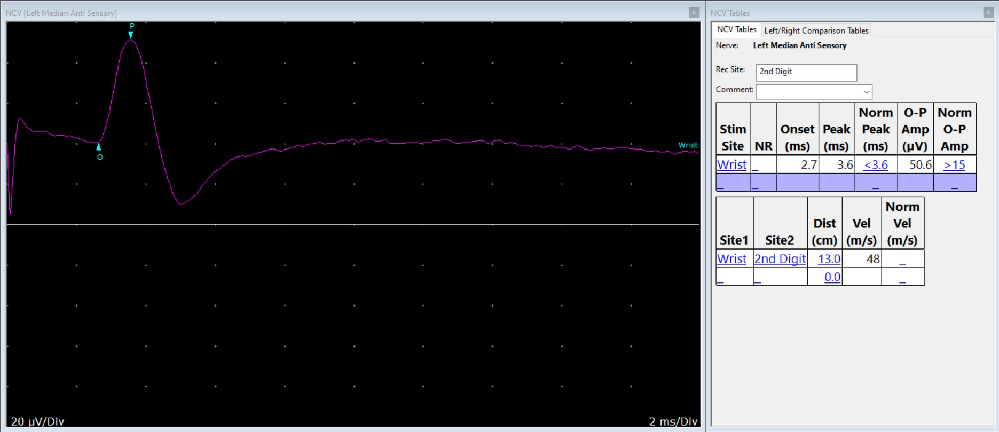 NCV [Left Median Anti Sensory]
P
O
Wrist
20 µV/Div
2 ms/Div
NCV Tables
NCV Tables
Left/Right Comparison Tables
Nerve: Left Median Anti Sensory
Rec Site: 2nd Digit
Comment:
Stim Site NR Onset (ms) Peak (ms) Norm Peak (ms) O-P Amp (µV) Norm O-P Amp
Wrist _ 2.7 3.6 <3.6 50.6 >15
_ _ _ _
Site1 Site2 Dist (cm) Vel (m/s) Norm Vel (m/s)
Wrist 2nd Digit 13.0 48 _
_ _ 0.0 _